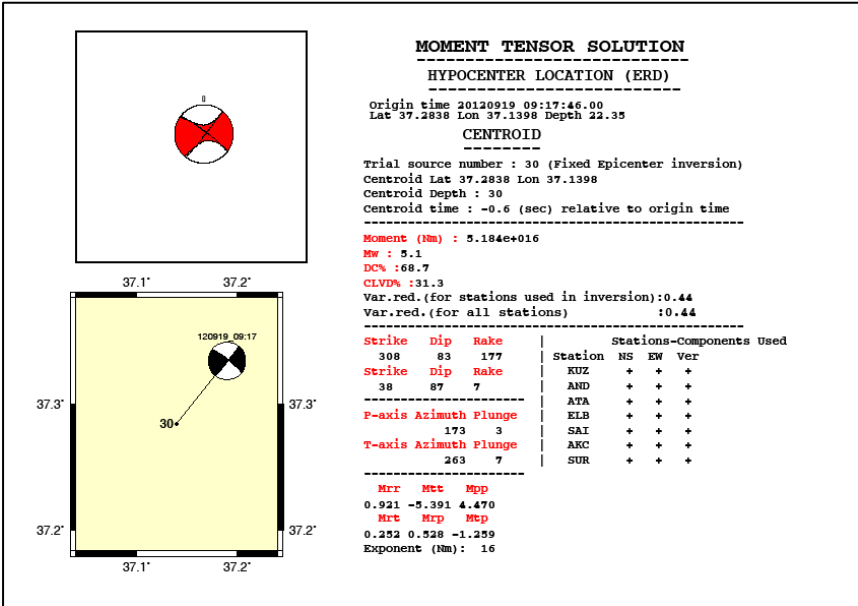 MOMENT TENSOR SOLUTION
HYPOCENTER LOCATION (ERD)
Origin time 20120919 09:17:46.00
Lat 37.2838 Lon 37.1398 Depth 22.35
CENTROID
Trial source number : 30 (Fixed Epicenter inversion)
Centroid Lat 37.2838 Lon 37.1398
Centroid Depth : 30
Centroid time : -0.6 (sec) relative to origin time
Moment (Nm) : 5.184e+016
Mw : 5.1
DC% :68.7
CLVD% :31.3
Var.red.(for stations used in inversion):0.44
Var.red.(for all stations) :0.44
Strike Dip Rake
308 83 177
Strike Dip Rake
38 87 7
P-axis Azimuth Plunge
173 3
T-axis Azimuth Plunge
263 7
Mrr Mtt Mpp
0.921 -5.391 4.470
Mrt Mrp Mtp
0.252 0.528 -1.259
Exponent (Nm): 16
Stations-Components Used
Station NS EW Ver
KUZ + + +
AND + + +
ATA + + +
ELB + + +
SAI + + +
AKC + + +
SUR + + +
0
37.1° 37.2°
120919_09:17
37.3° 37.3°
30
37.2° 37.2°
37.1° 37.2°